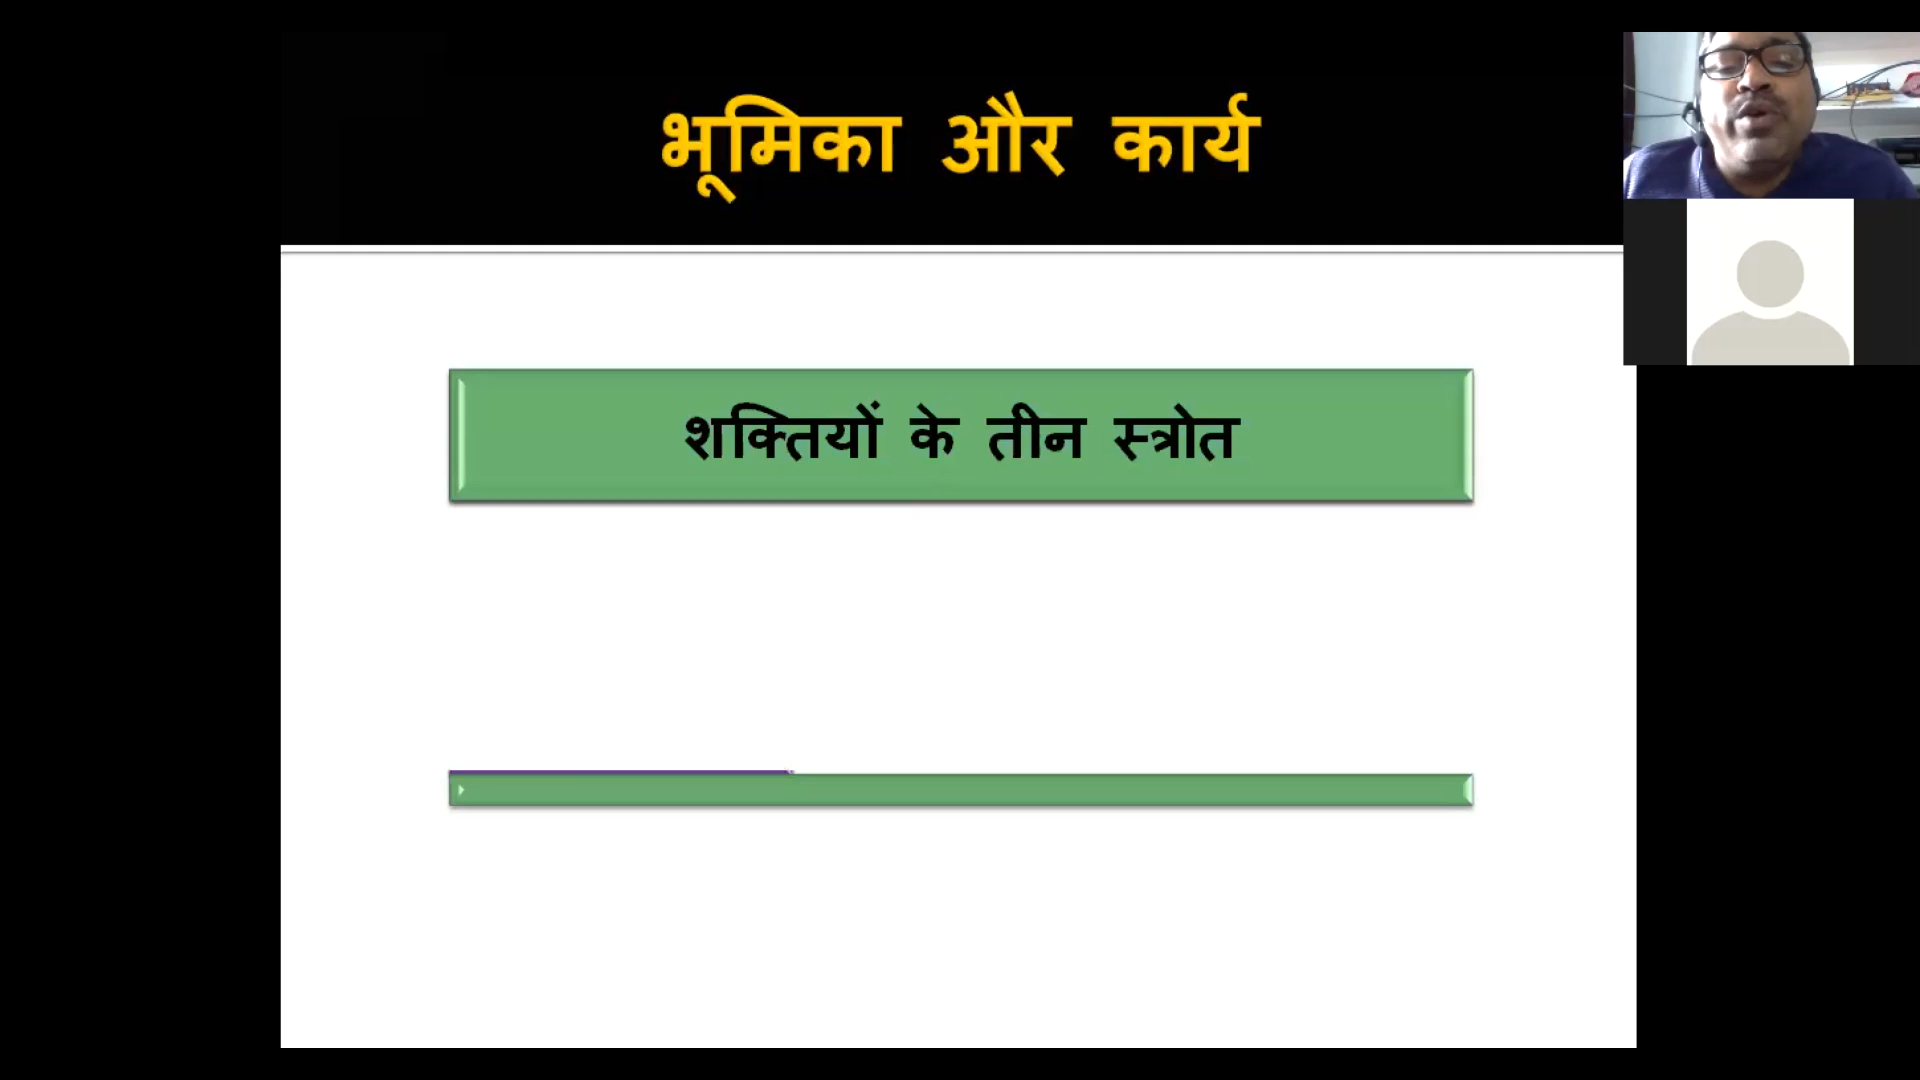 भूमिका और कार्य
शक्तियों के तीन स्त्रोत